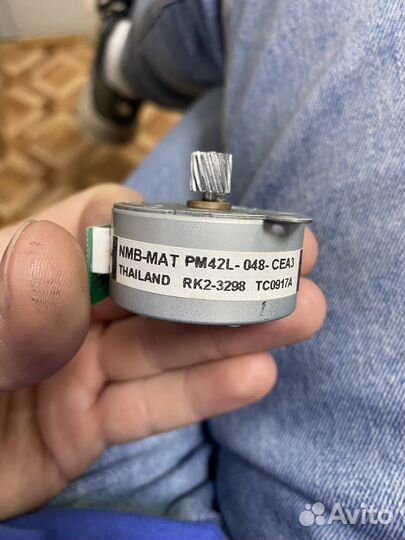 NMB-MAT PM42L-048-CEA3
THAILAND RK2-3298 TC0917A
Avito